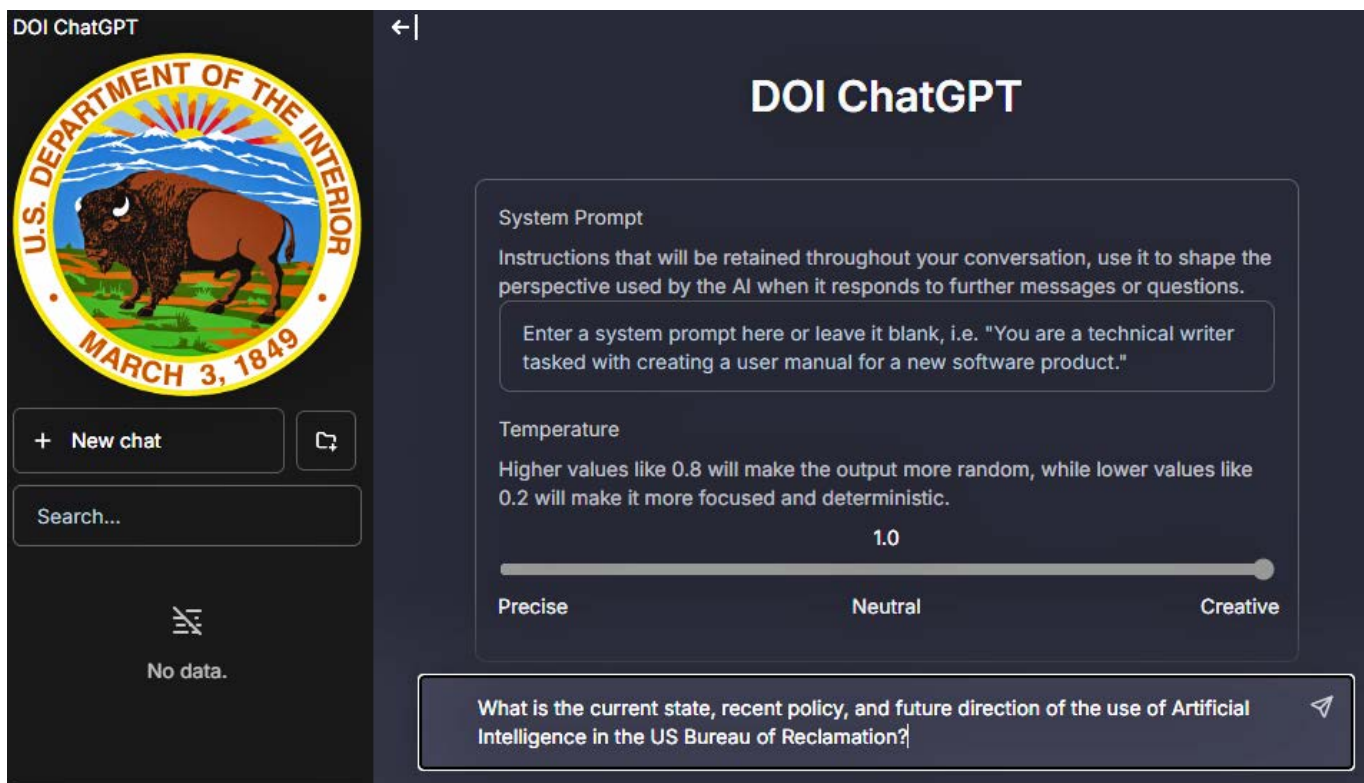 DOI ChatGPT
U.S. DEPARTMENT OF THE INTERIOR
MARCH 3, 1849
+ New chat
Search...
No data.
DOI ChatGPT
System Prompt
Instructions that will be retained throughout your conversation, use it to shape the
perspective used by the AI when it responds to further messages or questions.
Enter a system prompt here or leave it blank, i.e. "You are a technical writer
tasked with creating a user manual for a new software product."
Temperature
Higher values like 0.8 will make the output more random, while lower values like
0.2 will make it more focused and deterministic.
1.0
Precise Neutral Creative
What is the current state, recent policy, and future direction of the use of Artificial
Intelligence in the US Bureau of Reclamation?